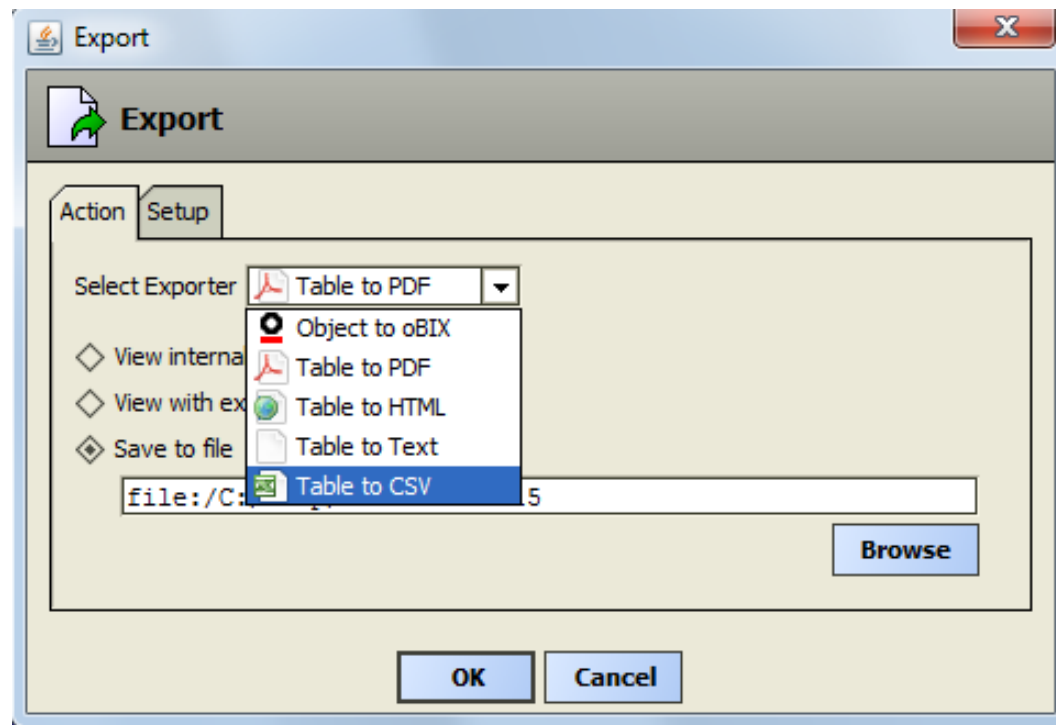 Export
X
Export
Action Setup
Select Exporter Table to PDF
Object to oBIX
View interna
Table to PDF
View with ex
Table to HTML
Save to file
Table to Text
Table to CSV
file:/C: 5
Browse
OK Cancel